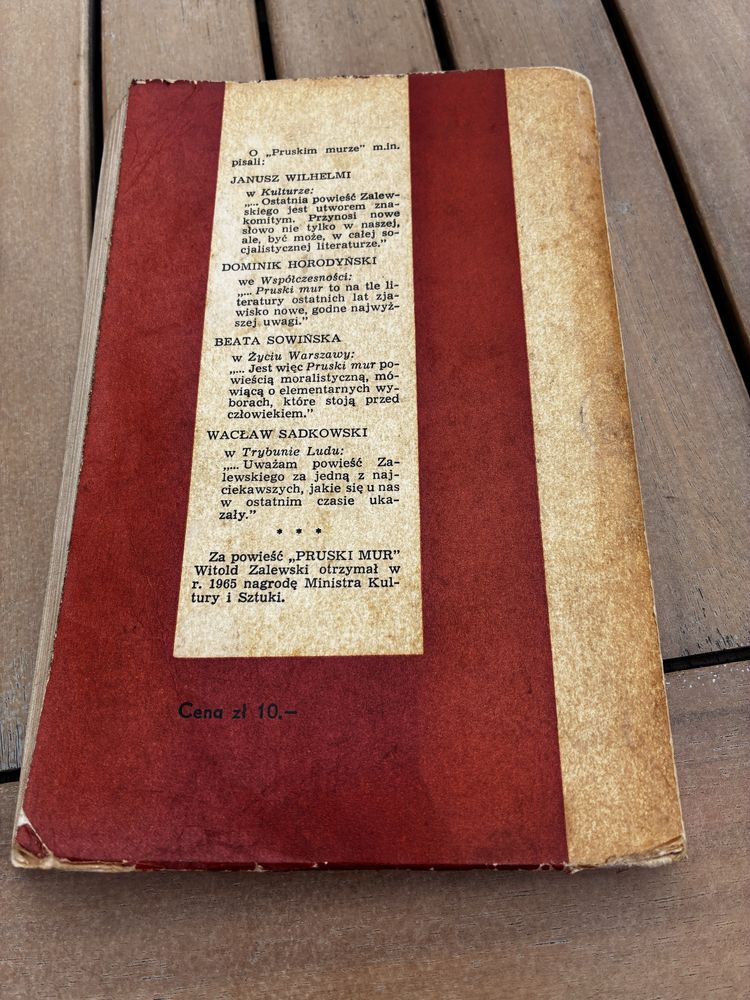 O „Pruskim murze" m.in.
pisali:
JANUSZ WILHELMI
w Kulturze:
„... Ostatnia powieść Zalew-
skiego jest utworem zna-
komitym. Przynosi nowe
słowo nie tylko w naszej,
ale, być może, w całej so-
cjalistycznej literaturze."
DOMINIK HORODYŃSKI
we Współczesności:
„... Pruski mur to na tle li-
teratury ostatnich lat zja-
wisko nowe, godne najwyż-
szej uwagi."
BEATA SOWIŃSKA
w Życiu Warszawy:
„... Jest więc Pruski mur po-
wieścią moralistyczną, mó-
wiącą o elementarnych wy-
borach, które stoją przed
człowiekiem."
WACŁAW SADKOWSKI
w Trybunie Ludu:
„... Uważam powieść Za-
lewskiego za jedną z naj-
ciekawszych, jakie się u nas
w ostatnim czasie uka-
zały."
* * *
Za powieść „PRUSKI MUR"
Witold Zalewski otrzymał w
r. 1965 nagrodę Ministra Kul-
tury i Sztuki.
Cena zł 10.—